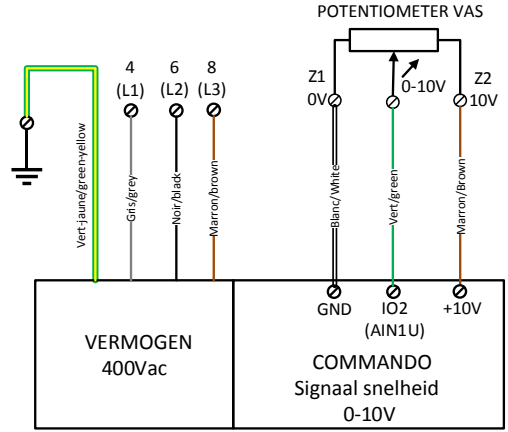 POTENTIOMETER VAS
4
(L1)
6
(L2)
8
(L3)
Z1
0V
0-10V
Z2
10V
Vert-jaune/green-yellow
Gris/grey
Noir/black
Marron/brown
Blanc/White
Vert/green
Marron/Brown
GND
IO2
(AIN1U)
+10V
VERMOGEN
400Vac
COMMANDO
Signaal snelheid
0-10V